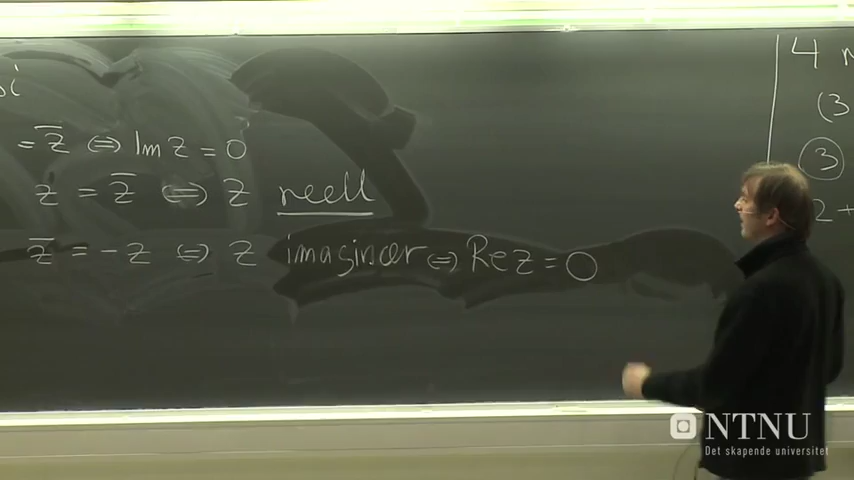 = z̅ ⇔ Im z = 0
z = z̅ ⇔ z reell
z̅ = -z ⇔ z imaginær ⇔ Re z = 0
4
(3
3
2+
NTNU
Det skapende universitet